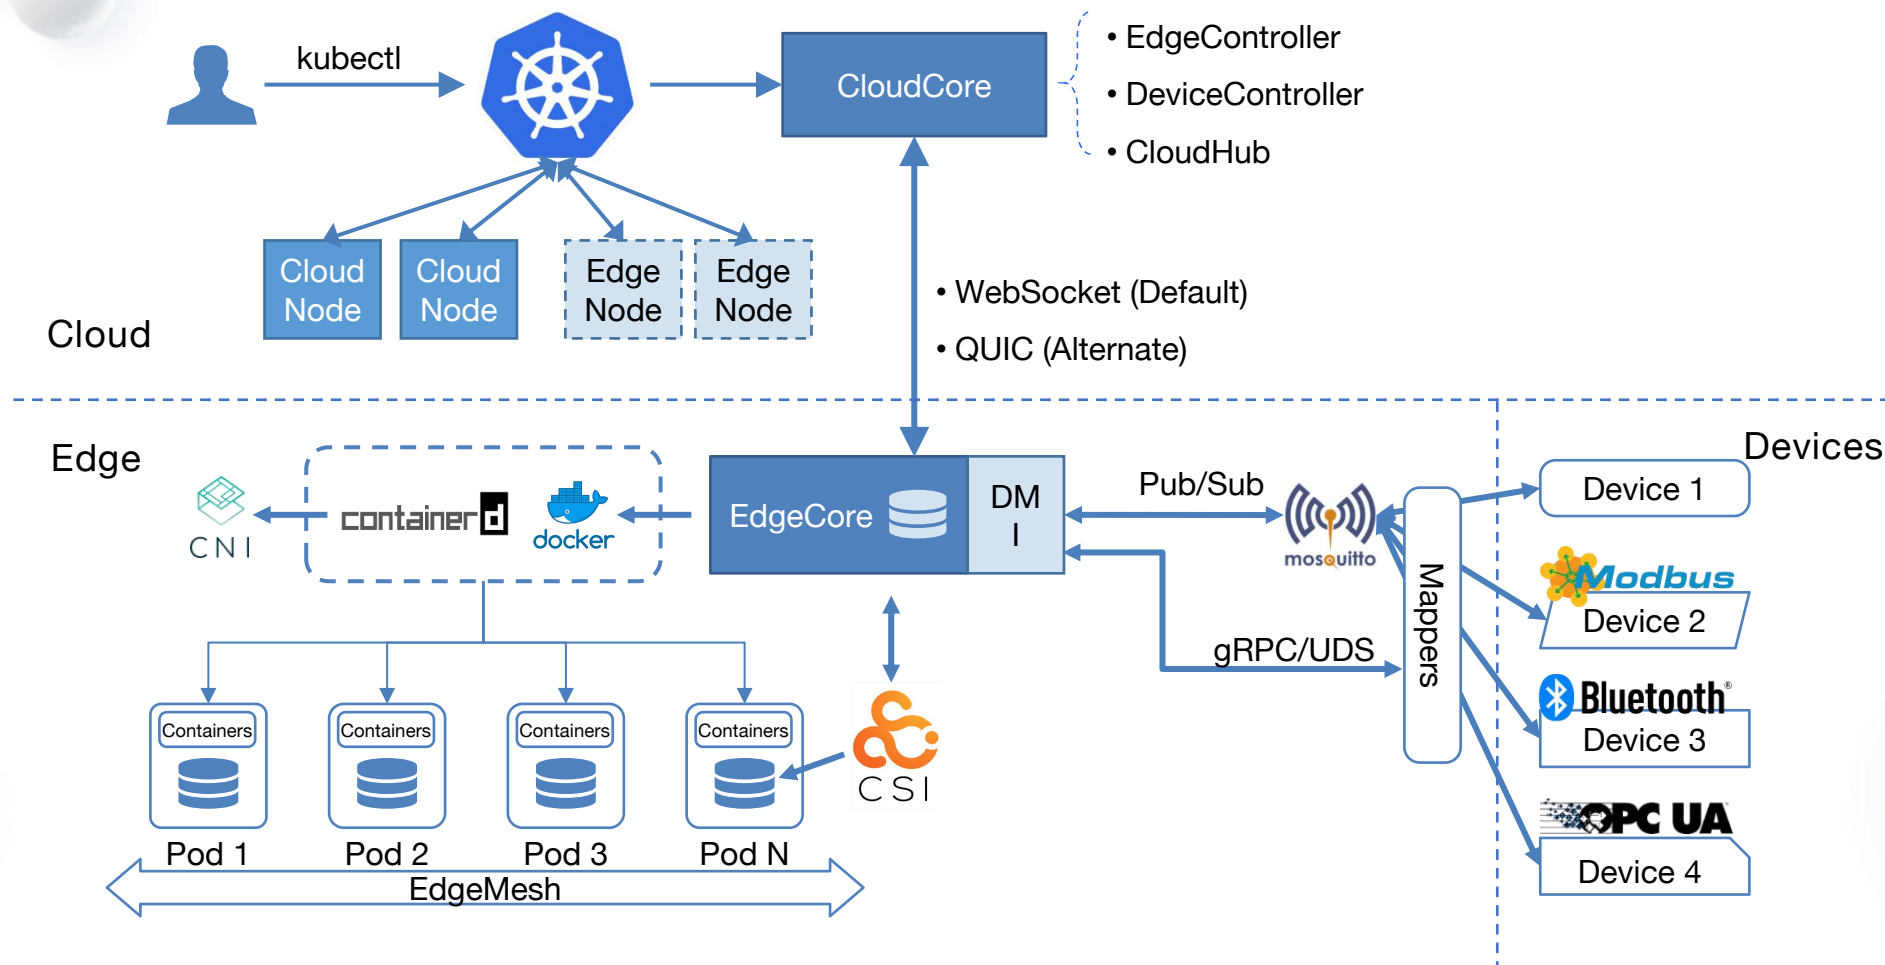 kubectl
CloudCore
• EdgeController
• DeviceController
• CloudHub
Cloud
Node
Cloud
Node
Edge
Node
Edge
Node
Cloud
• WebSocket (Default)
• QUIC (Alternate)
Edge
Devices
CNI
containerd
docker
EdgeCore
DM
I
Pub/Sub
mosquitto
gRPC/UDS
Mappers
Device 1
Modbus
Device 2
Bluetooth®
Device 3
OPC UA
Device 4
Containers
Containers
Containers
Containers
CSI
Pod 1
Pod 2
Pod 3
Pod N
EdgeMesh